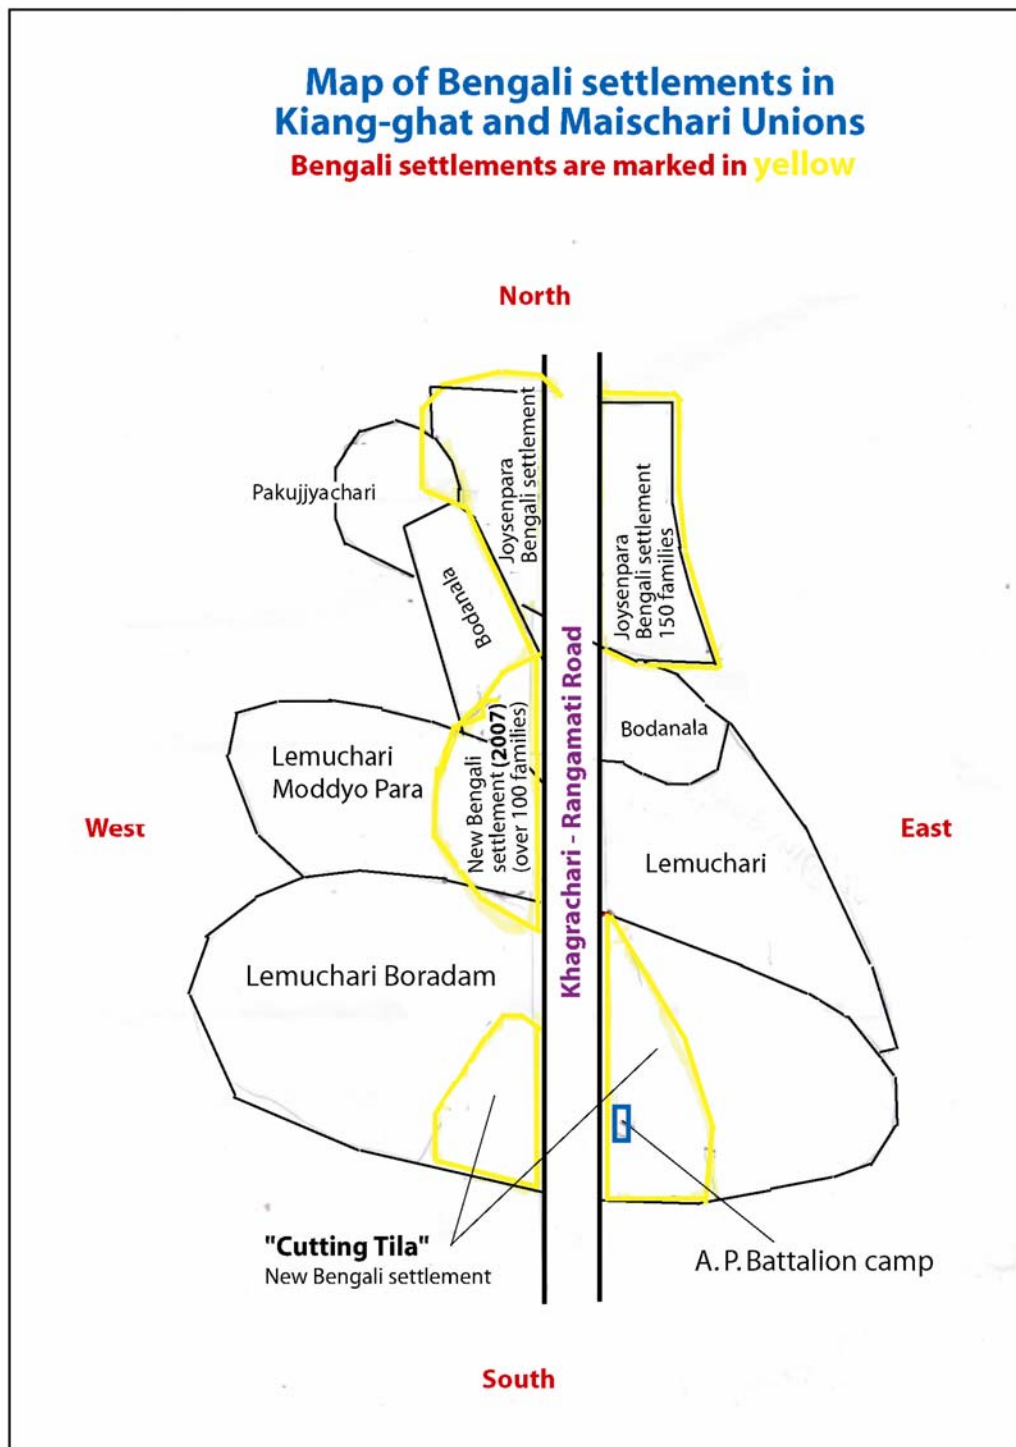 Map of Bengali settlements in
Kiang-ghat and Maischari Unions
Bengali settlements are marked in yellow
North
Joysenpara
Bengali settlement
Joysenpara
Bengali settlement
150 families
Pakujjyachari
Bodanala
Khagrachari - Rangamati Road
Bodanala
New Bengali
settlement (2007)
(over 100 families)
Lemuchari
Moddyo Para
West
East
Lemuchari
Lemuchari Boradam
"Cutting Tila"
New Bengali settlement
A.P. Battalion camp
South